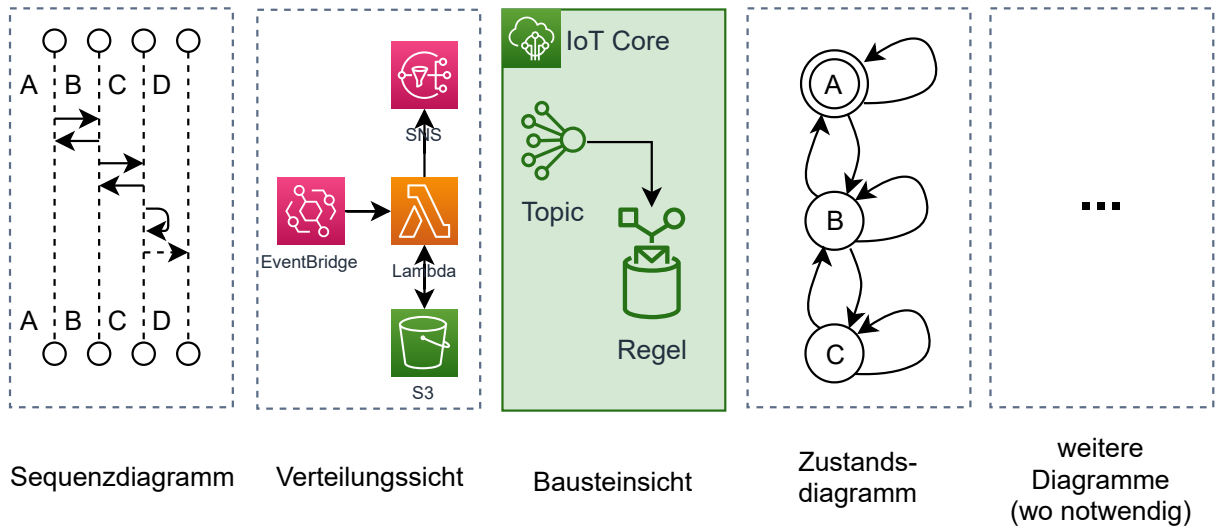 A B C D
A B C D
Sequenzdiagramm
SNS
EventBridge
Lambda
S3
Verteilungssicht
IoT Core
Topic
Regel
Bausteinsicht
A
B
C
Zustands-
diagramm
...
weitere
Diagramme
(wo notwendig)